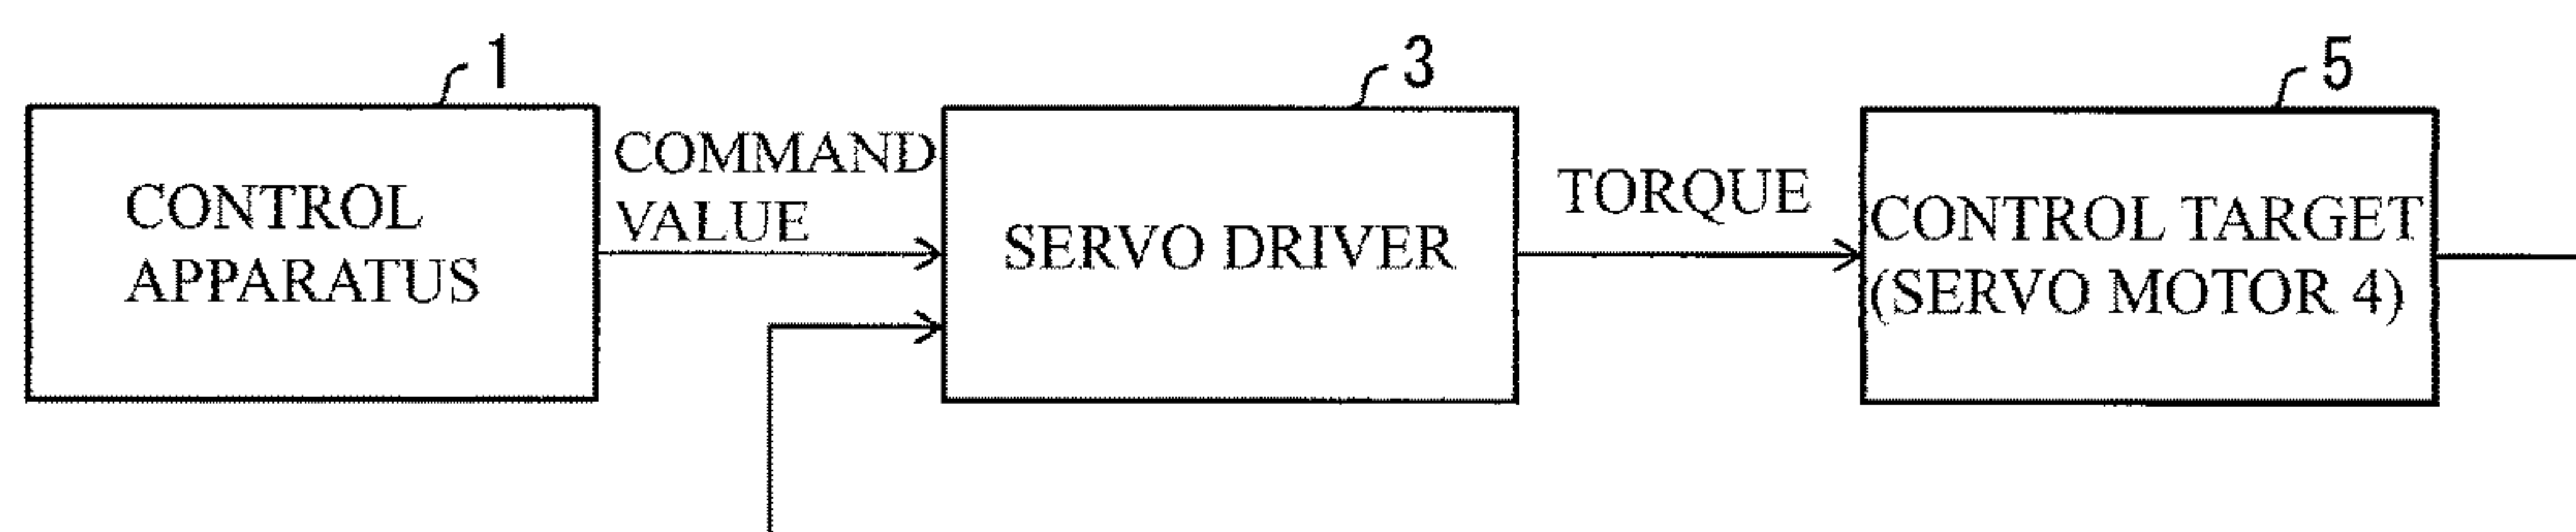 1
3
5
CONTROL
APPARATUS
COMMAND
VALUE
SERVO DRIVER
TORQUE
CONTROL TARGET
(SERVO MOTOR 4)